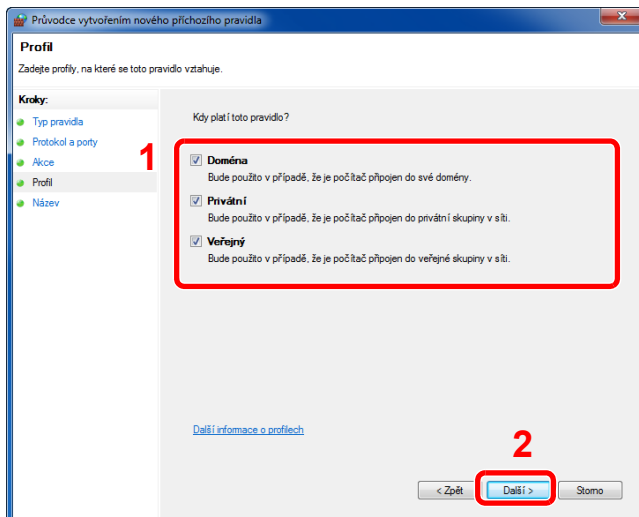 Průvodce vytvořením nového příchozího pravidla
Profil
Zadejte profily, na které se toto pravidlo vztahuje.
Kroky:
Typ pravidla
Protokol a porty
Akce
Profil
Název
Kdy platí toto pravidlo?
1
Doména
Bude použito v případě, že je počítač připojen do své domény.
Privátní
Bude použito v případě, že je počítač připojen do privátní skupiny v síti.
Veřejný
Bude použito v případě, že je počítač připojen do veřejné skupiny v síti.
Další informace o profilech
2
< Zpět
Další >
Storno